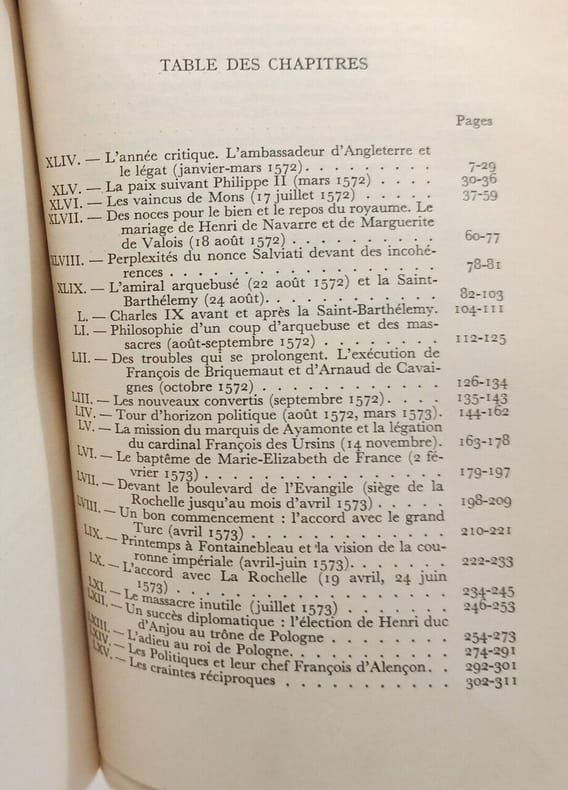 TABLE DES CHAPITRES
Pages
XLIV. — L'année critique. L'ambassadeur d'Angleterre et
le légat (janvier-mars 1572). . . . . . . . . . 7-29
XLV. — La paix suivant Philippe II (mars 1572) . . . . 30-36
XLVI. — Les vaincus de Mons (17 juillet 1572) . . . . . 37-59
XLVII. — Des noces pour le bien et le repos du royaume. Le
mariage de Henri de Navarre et de Marguerite
de Valois (18 août 1572) . . . . . . . . . . 60-77
XLVIII. — Perplexités du nonce Salviati devant des incohé-
rences . . . . . . . . . . . . . . . . . . 78-81
XLIX. — L'amiral arquebusé (22 août 1572) et la Saint-
Barthélemy (24 août). . . . . . . . . . . . 82-103
L. — Charles IX avant et après la Saint-Barthélemy. 104-111
LI. — Philosophie d'un coup d'arquebuse et des mas-
sacres (août-septembre 1572) . . . . . . . . 112-125
LII. — Des troubles qui se prolongent. L'exécution de
François de Briquemaut et d'Arnaud de Cavai-
gnes (octobre 1572) . . . . . . . . . . . . 126-134
LIII. — Les nouveaux convertis (septembre 1572). . . . 135-143
LIV. — Tour d'horizon politique (août 1572, mars 1573). 144-162
LV. — La mission du marquis de Ayamonte et la légation
du cardinal François des Ursins (14 novembre). 163-178
LVI. — Le baptême de Marie-Elizabeth de France (2 fé-
vrier 1573) . . . . . . . . . . . . . . . . 179-197
LVII. — Devant le boulevard de l'Evangile (siège de la
Rochelle jusqu'au mois d'avril 1573) . . . . . 198-209
LVIII. — Un bon commencement : l'accord avec le grand
Turc (avril 1573) . . . . . . . . . . . . . 210-221
LIX. — Printemps à Fontainebleau et la vision de la cou-
ronne impériale (avril-juin 1573). . . . . . . 222-233
LX. — L'accord avec La Rochelle (19 avril, 24 juin
1573) . . . . . . . . . . . . . . . . . . 234-245
LXI. — Le massacre inutile (juillet 1573) . . . . . . . 246-253
LXII. — Un succès diplomatique : l'élection de Henri duc
d'Anjou au trône de Pologne . . . . . . . . 254-273
LXIII. — L'adieu au roi de Pologne. . . . . . . . . . . 274-291
LXIV. — Les Politiques et leur chef François d'Alençon. . 292-301
LXV. — Les craintes réciproques . . . . . . . . . . . 302-311